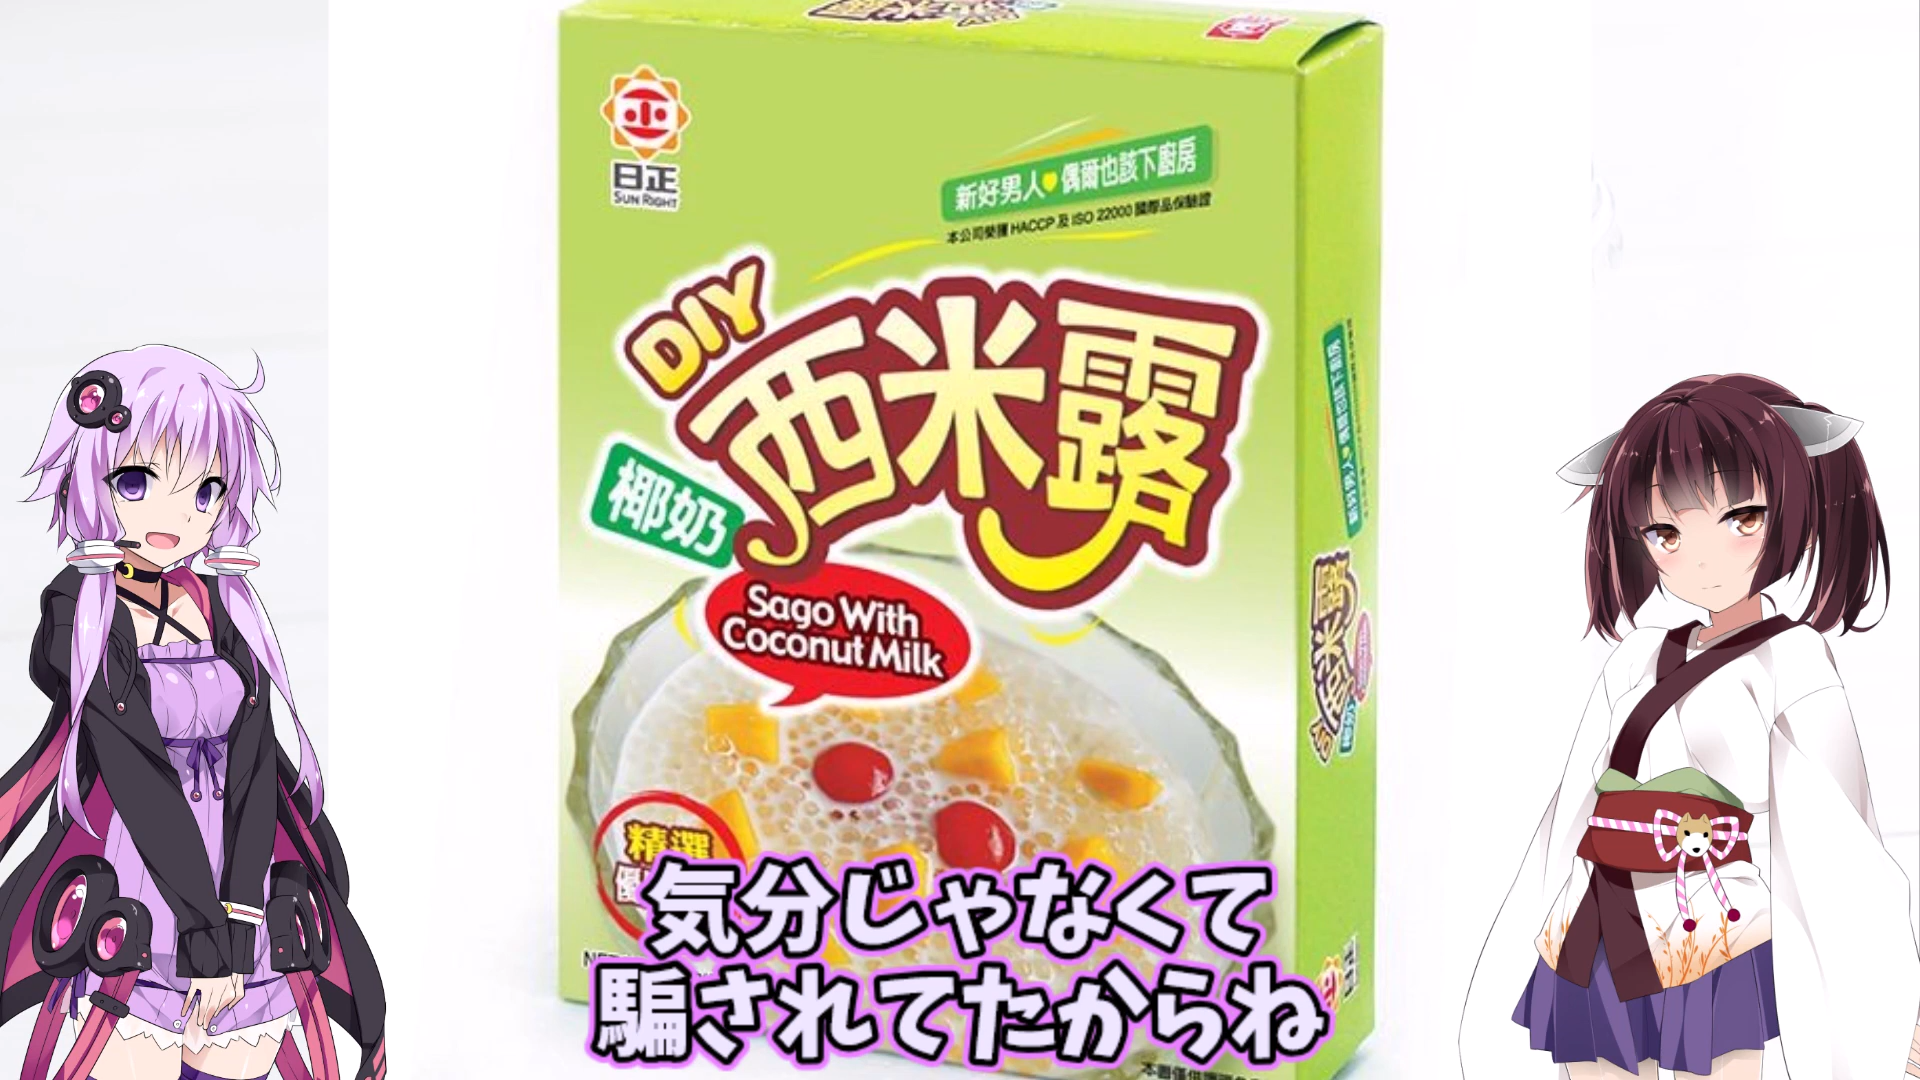 日正
SUN RIGHT
新好男人 偶爾也該下廚房
本公司榮獲 HACCP 及 ISO 22000 國際品保驗證
DIY
西米露
椰奶
Sago With
Coconut Milk
精選
気分じゃなくて
騙されてたからね